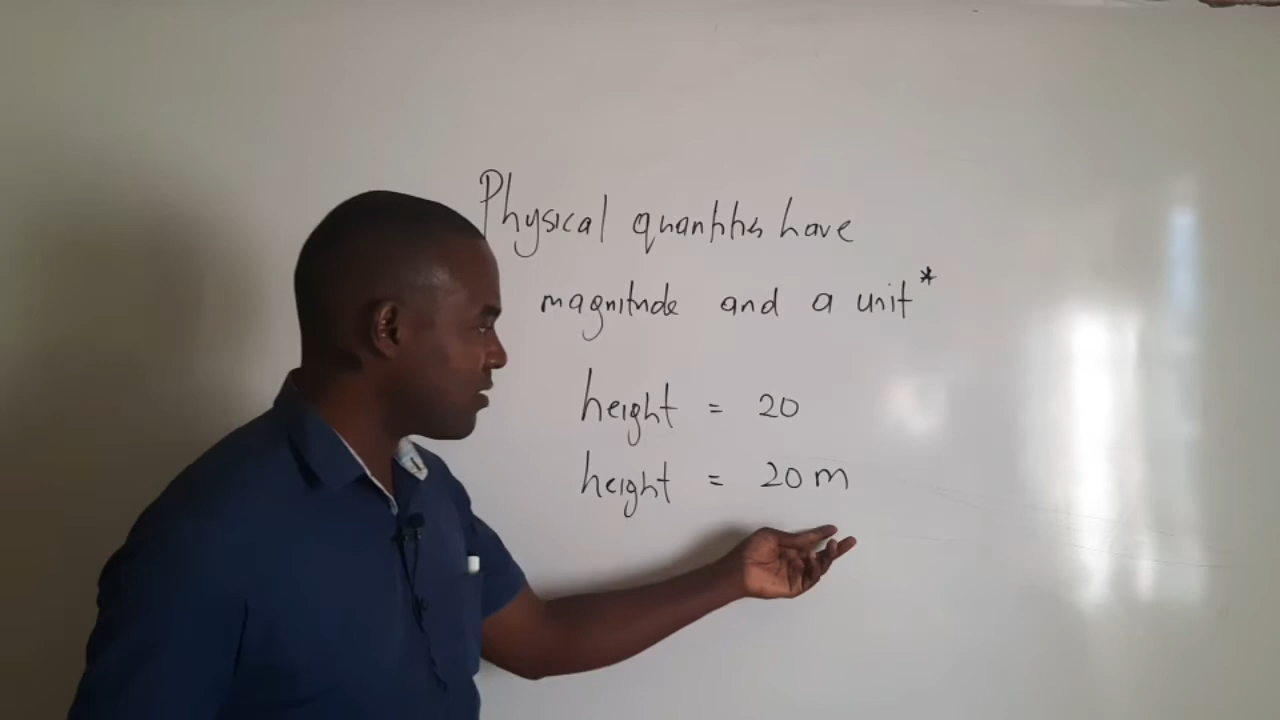 Physical quantities have
magnitude and a unit*
height = 20
height = 20 m